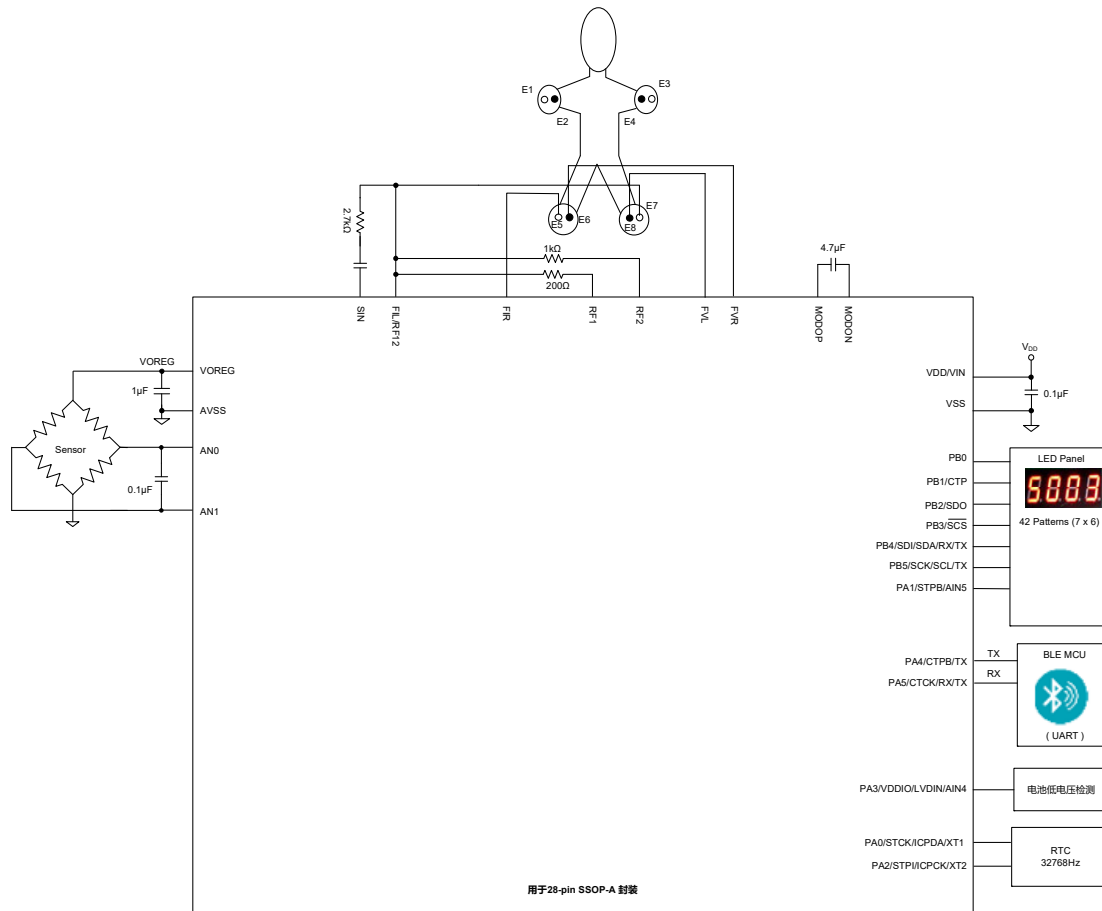 E1
E2
E3
E4
E5
E6
E7
E8
2.7kΩ
1kΩ
200Ω
4.7μF
SIN
FIL/RF12
FIR
RF1
RF2
FVL
FVR
MODOP
MODON
VOREG
VOREG
1μF
AVSS
Sensor
AN0
0.1μF
AN1
VDD
VDD/VIN
0.1μF
VSS
PB0
PB1/CTP
PB2/SDO
PB3/SCS
PB4/SDI/SDA/RX/TX
PB5/SCK/SCL/TX
PA1/STPB/AIN5
LED Panel
42 Patterns (7 x 6)
PA4/CTPB/TX
TX
PA5/CTCK/RX/TX
RX
BLE MCU
( UART )
PA3/VDDIO/LVDIN/AIN4
电池低电压检测
PA0/STCK/ICPDA/XT1
PA2/STPI/ICPCK/XT2
RTC
32768Hz
用于28-pin SSOP-A 封装